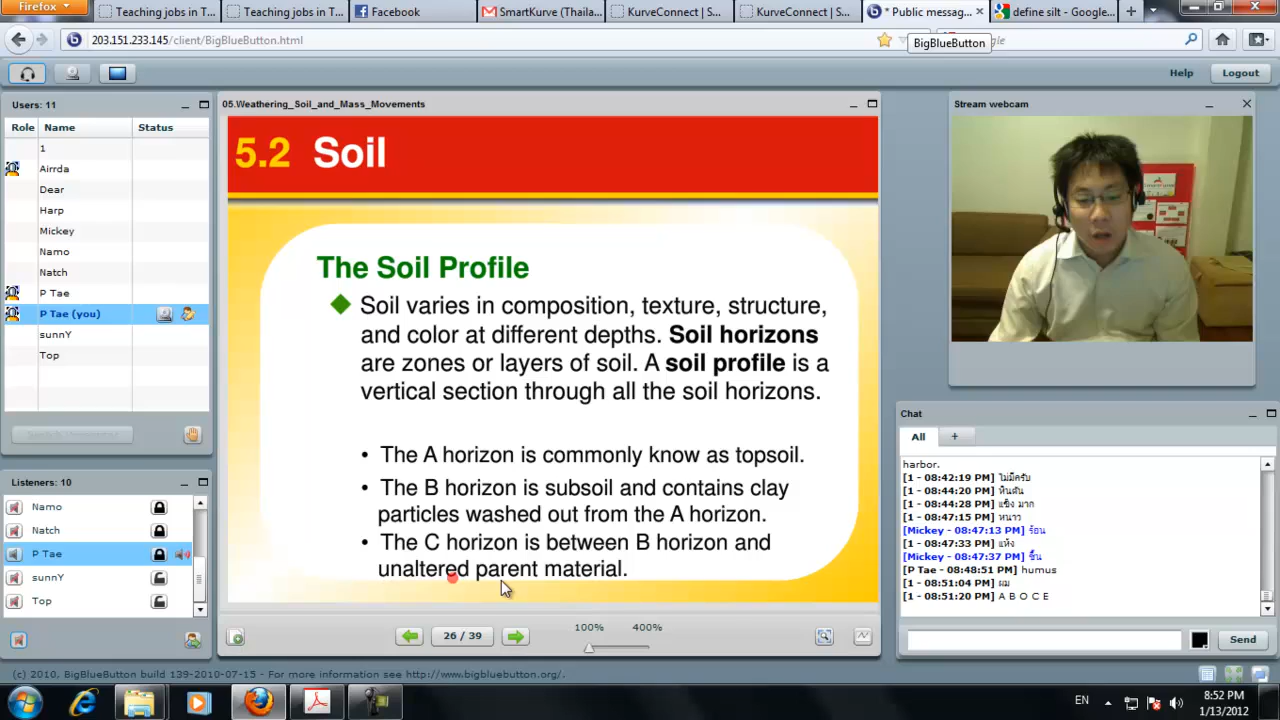 Firefox
Teaching jobs in T...
Teaching jobs in T...
Facebook
SmartKurve (Thaila...
KurveConnect | S...
KurveConnect | S...
* Public messag...
define silt - Google...
203.151.233.145/client/BigBlueButton.html
BigBlueButton
Help
Logout
Users: 11
Role Name Status
1
Airrda
Dear
Harp
Mickey
Namo
Natch
P Tae
P Tae (you)
sunnY
Top
Listeners: 10
Namo
Natch
P Tae
sunnY
Top
05.Weathering_Soil_and_Mass_Movements
5.2 Soil
The Soil Profile
Soil varies in composition, texture, structure,
and color at different depths. Soil horizons
are zones or layers of soil. A soil profile is a
vertical section through all the soil horizons.
• The A horizon is commonly know as topsoil.
• The B horizon is subsoil and contains clay
particles washed out from the A horizon.
• The C horizon is between B horizon and
unaltered parent material.
26 / 39
100% 400%
Stream webcam
Chat
All +
harbor.
[1 - 08:42:19 PM] ไม่มีครับ
[1 - 08:44:20 PM] หินดัน
[1 - 08:44:28 PM] แข็ง มาก
[1 - 08:47:15 PM] หนาว
[Mickey - 08:47:13 PM] ร้อน
[1 - 08:47:33 PM] แห้ง
[Mickey - 08:47:37 PM] ชื้น
[P Tae - 08:48:51 PM] humus
[1 - 08:51:04 PM] ผม
[1 - 08:51:20 PM] A B O C E
Send
(c) 2010, BigBlueButton build 139-2010-07-15 - For more information see http://www.bigbluebutton.org/.
EN
8:52 PM
1/13/2012